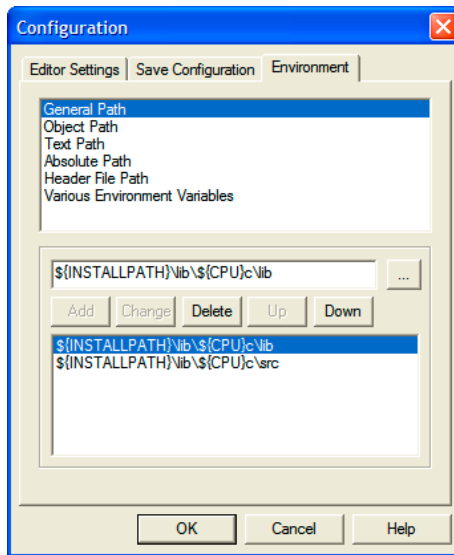 Configuration
Editor Settings Save Configuration Environment
General Path
Object Path
Text Path
Absolute Path
Header File Path
Various Environment Variables
${INSTALLPATH}\lib\${CPU}c\lib ...
Add Change Delete Up Down
${INSTALLPATH}\lib\${CPU}c\lib
${INSTALLPATH}\lib\${CPU}c\src
OK Cancel Help